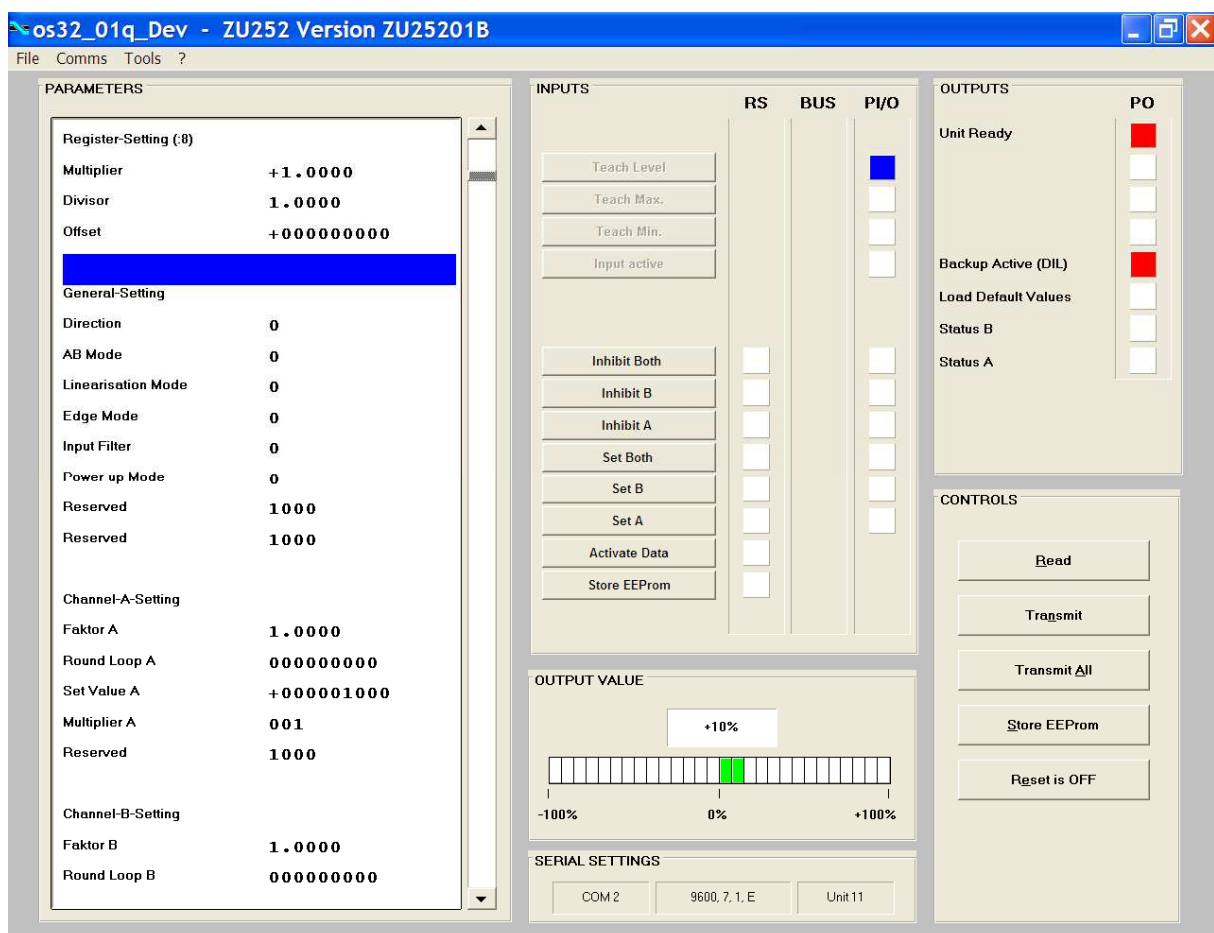 os32_01q_Dev - ZU252 Version ZU25201B
File Comms Tools ?
PARAMETERS
Register-Setting (:8)
Multiplier +1.0000
Divisor 1.0000
Offset +000000000
General-Setting
Direction 0
AB Mode 0
Linearisation Mode 0
Edge Mode 0
Input Filter 0
Power up Mode 0
Reserved 1000
Reserved 1000
Channel-A-Setting
Faktor A 1.0000
Round Loop A 000000000
Set Value A +000001000
Multiplier A 001
Reserved 1000
Channel-B-Setting
Faktor B 1.0000
Round Loop B 000000000
INPUTS
RS BUS PI/O
Teach Level
Teach Max.
Teach Min.
Input active
Inhibit Both
Inhibit B
Inhibit A
Set Both
Set B
Set A
Activate Data
Store EEProm
OUTPUT VALUE
+10%
-100% 0% +100%
SERIAL SETTINGS
COM 2 9600, 7, 1, E Unit 11
OUTPUTS
PO
Unit Ready
Backup Active (DIL)
Load Default Values
Status B
Status A
CONTROLS
Read
Transmit
Transmit All
Store EEProm
Reset is OFF